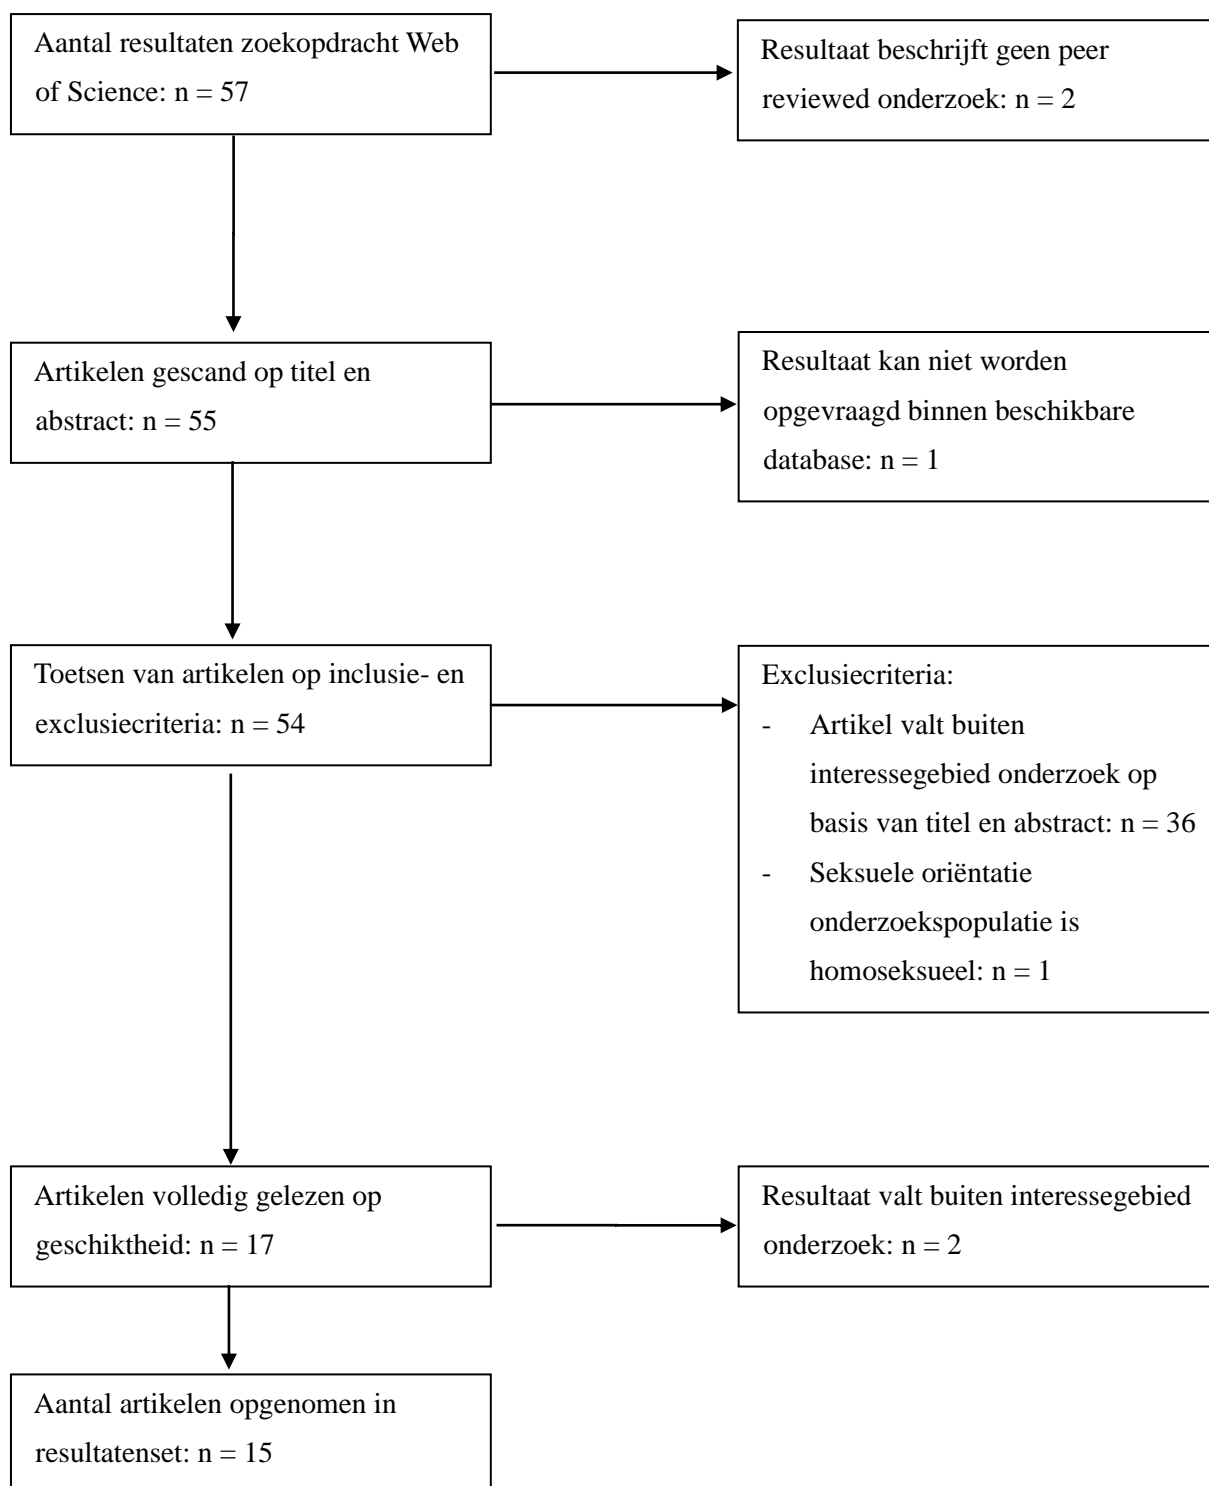 Aantal resultaten zoekopdracht Web
of Science: n = 57
Resultaat beschrijft geen peer
reviewed onderzoek: n = 2
Artikelen gescand op titel en
abstract: n = 55
Resultaat kan niet worden
opgevraagd binnen beschikbare
database: n = 1
Toetsen van artikelen op inclusie- en
exclusiecriteria: n = 54
Exclusiecriteria:
- Artikel valt buiten
interessegebied onderzoek op
basis van titel en abstract: n = 36
- Seksuele oriëntatie
onderzoekspopulatie is
homoseksueel: n = 1
Artikelen volledig gelezen op
geschiktheid: n = 17
Resultaat valt buiten interessegebied
onderzoek: n = 2
Aantal artikelen opgenomen in
resultatenset: n = 15